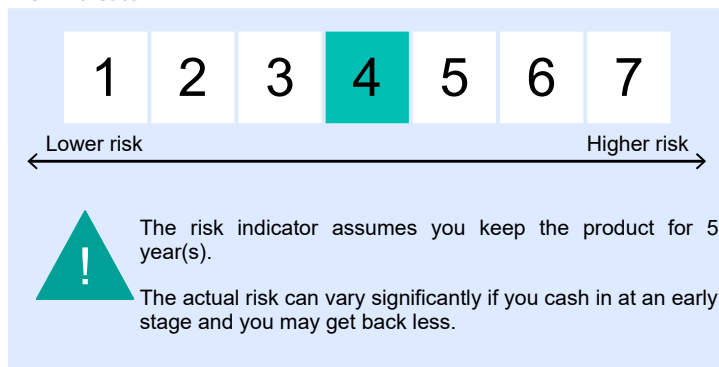 1 2 3 4 5 6 7
Lower risk Higher risk
!
The risk indicator assumes you keep the product for 5
year(s).
The actual risk can vary significantly if you cash in at an early
stage and you may get back less.